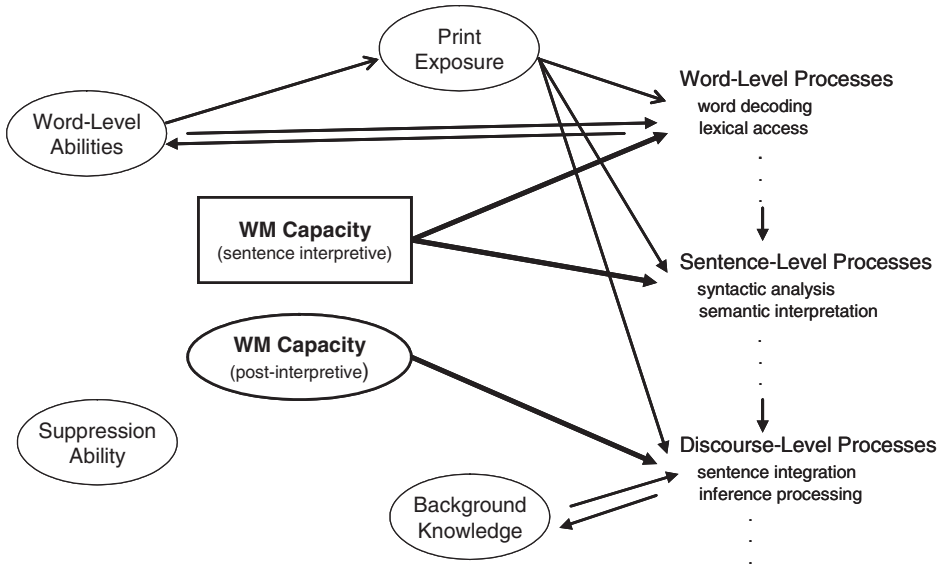 Print
Exposure
Word-Level Processes
word decoding
lexical access
Word-Level
Abilities
WM Capacity
(sentence interpretive)
Sentence-Level Processes
syntactic analysis
semantic interpretation
WM Capacity
(post-interpretive)
Suppression
Ability
Discourse-Level Processes
sentence integration
inference processing
Background
Knowledge